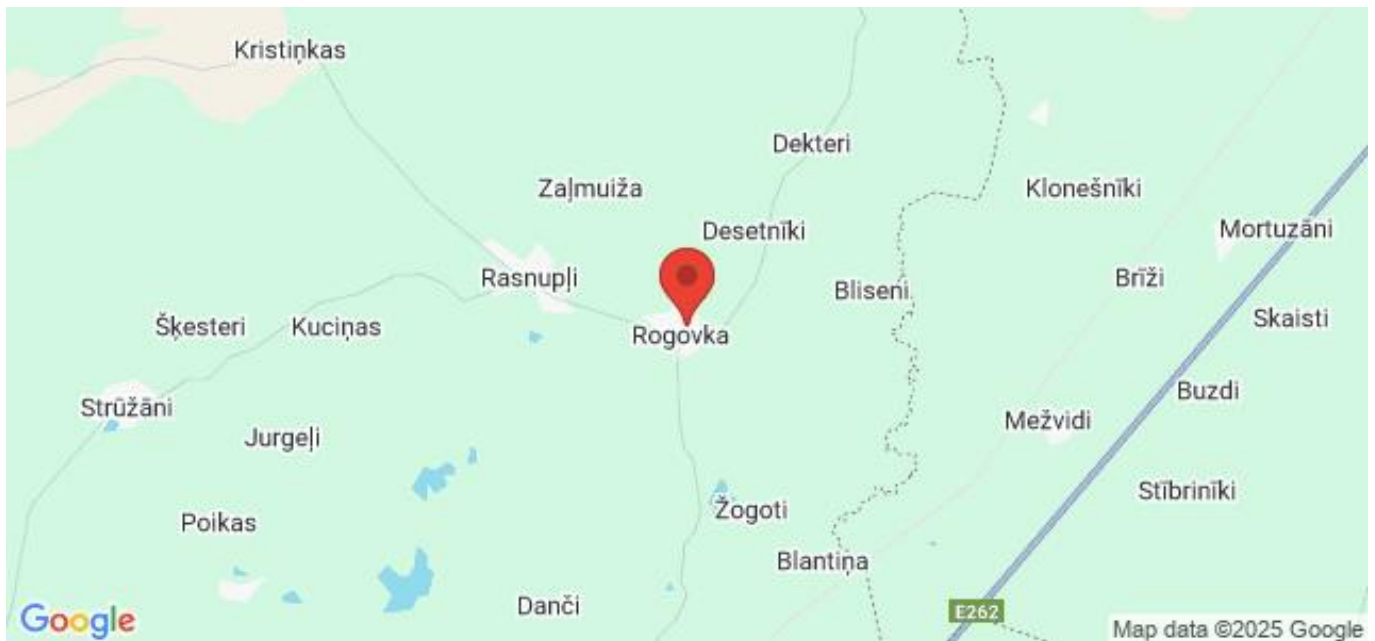 Kristiņkas
Dekteri
Zaļmuiža
Klonešnīki
Desetnīki
Mortuzāni
Rasnupļi
Bliseni
Brīži
Šķesteri
Kuciņas
Rogovka
Skaisti
Strūžāni
Buzdi
Jurgeļi
Mežvidi
Stībrinīki
Poikas
Žogoti
Blantiņa
Danči
E262
Google
Map data ©2025 Google